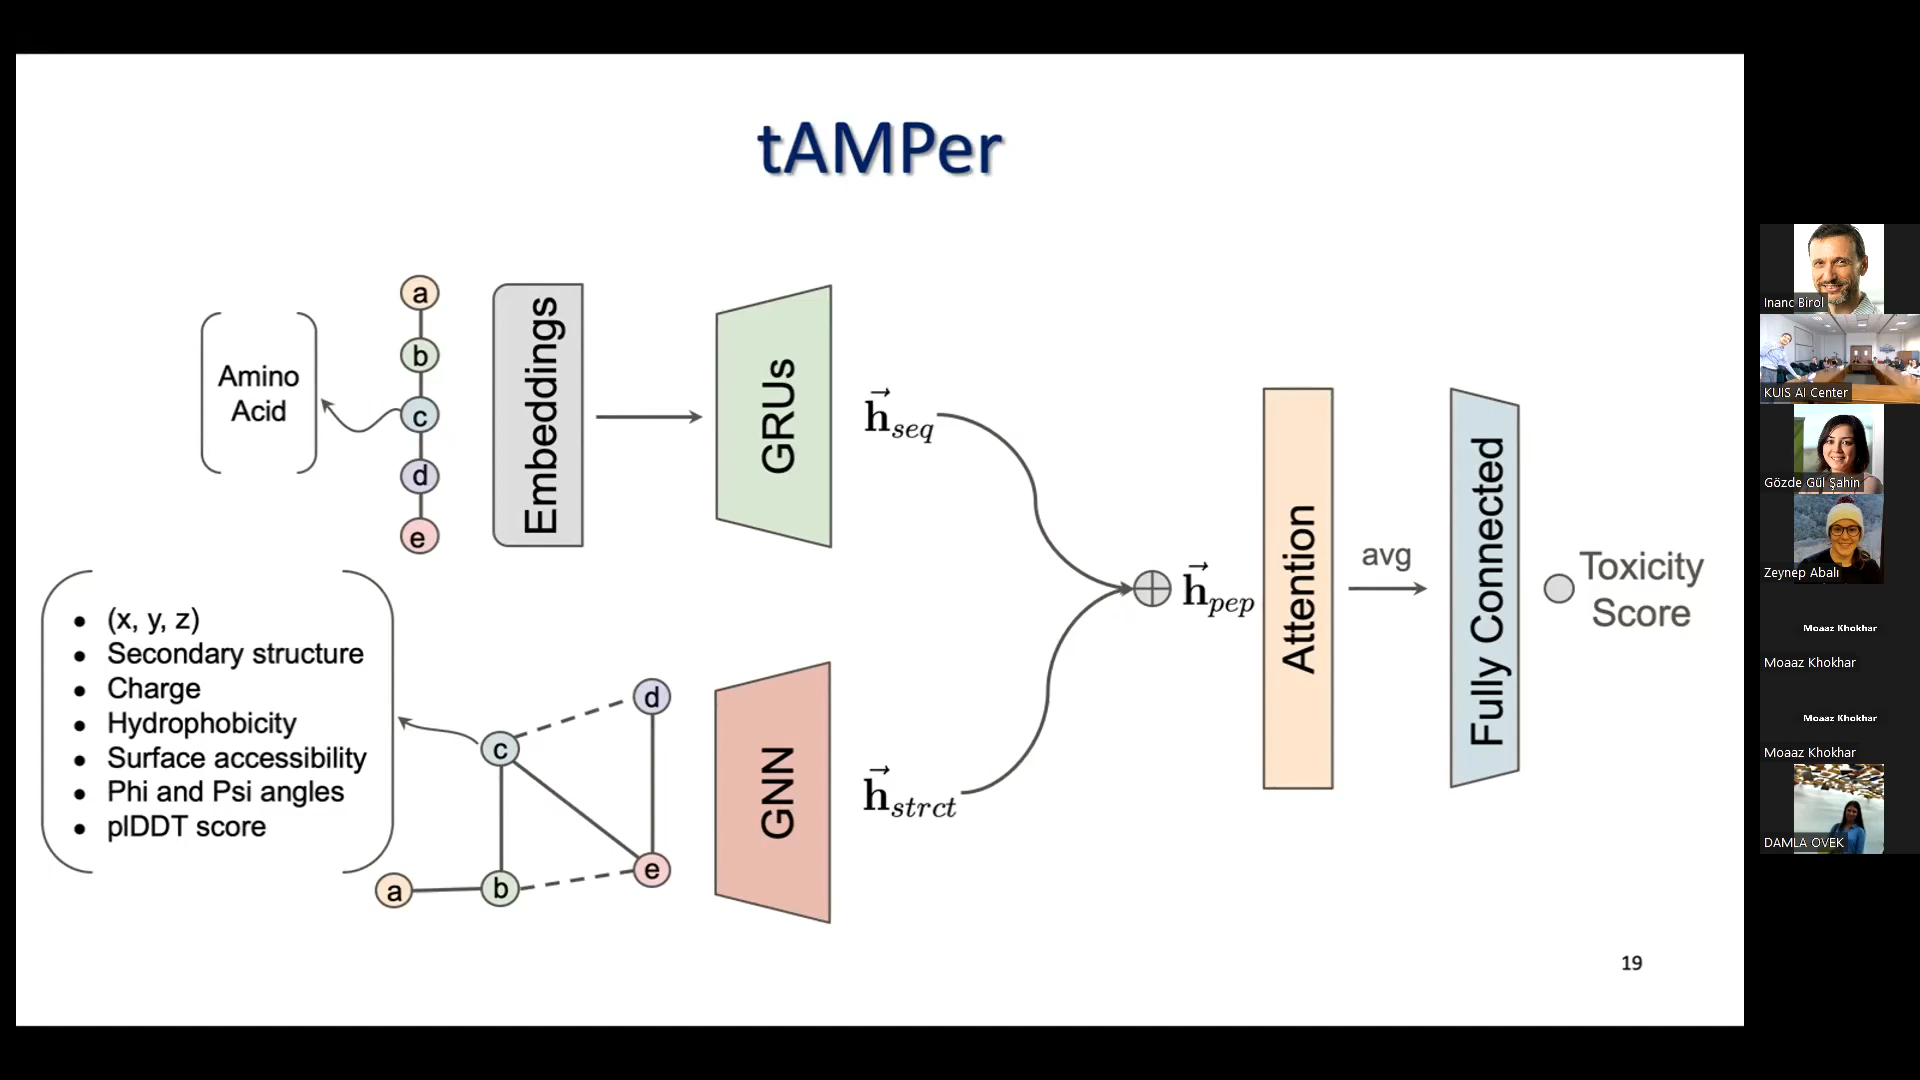 tAMPer
Amino
Acid
a
b
c
d
e
Embeddings
GRUs
h seq
• (x, y, z)
• Secondary structure
• Charge
• Hydrophobicity
• Surface accessibility
• Phi and Psi angles
• plDDT score
c
d
a
b
e
GNN
h strct
h pep
Attention
avg
Fully Connected
Toxicity
Score
19
Inanc Birol
KUIS AI Center
Gözde Gül Şahin
Zeynep Abalı
Moaaz Khokhar
Moaaz Khokhar
Moaaz Khokhar
Moaaz Khokhar
DAMLA OVEK